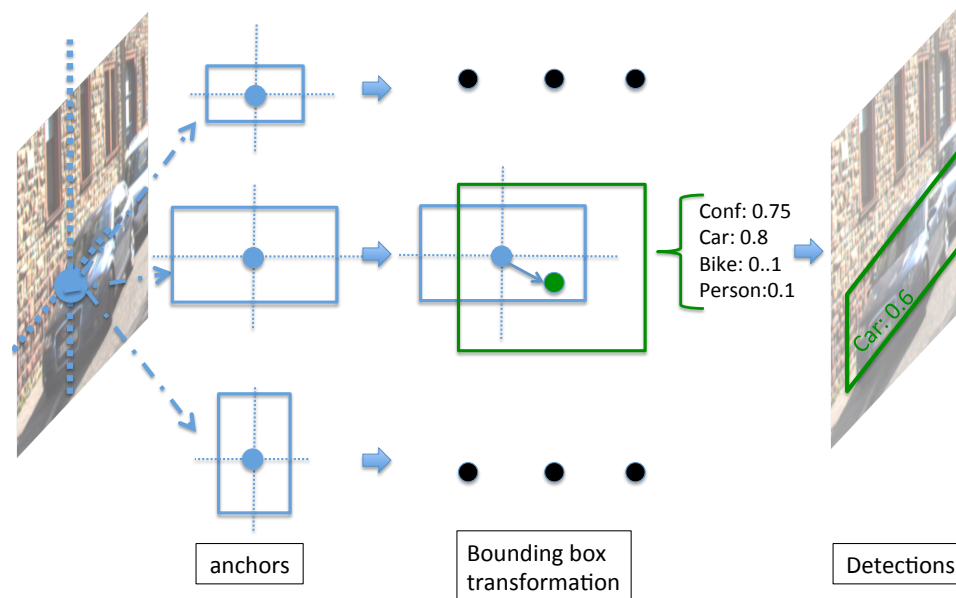 Conf: 0.75
Car: 0.8
Bike: 0..1
Person:0.1
Car: 0.6
anchors
Bounding box
transformation
Detections